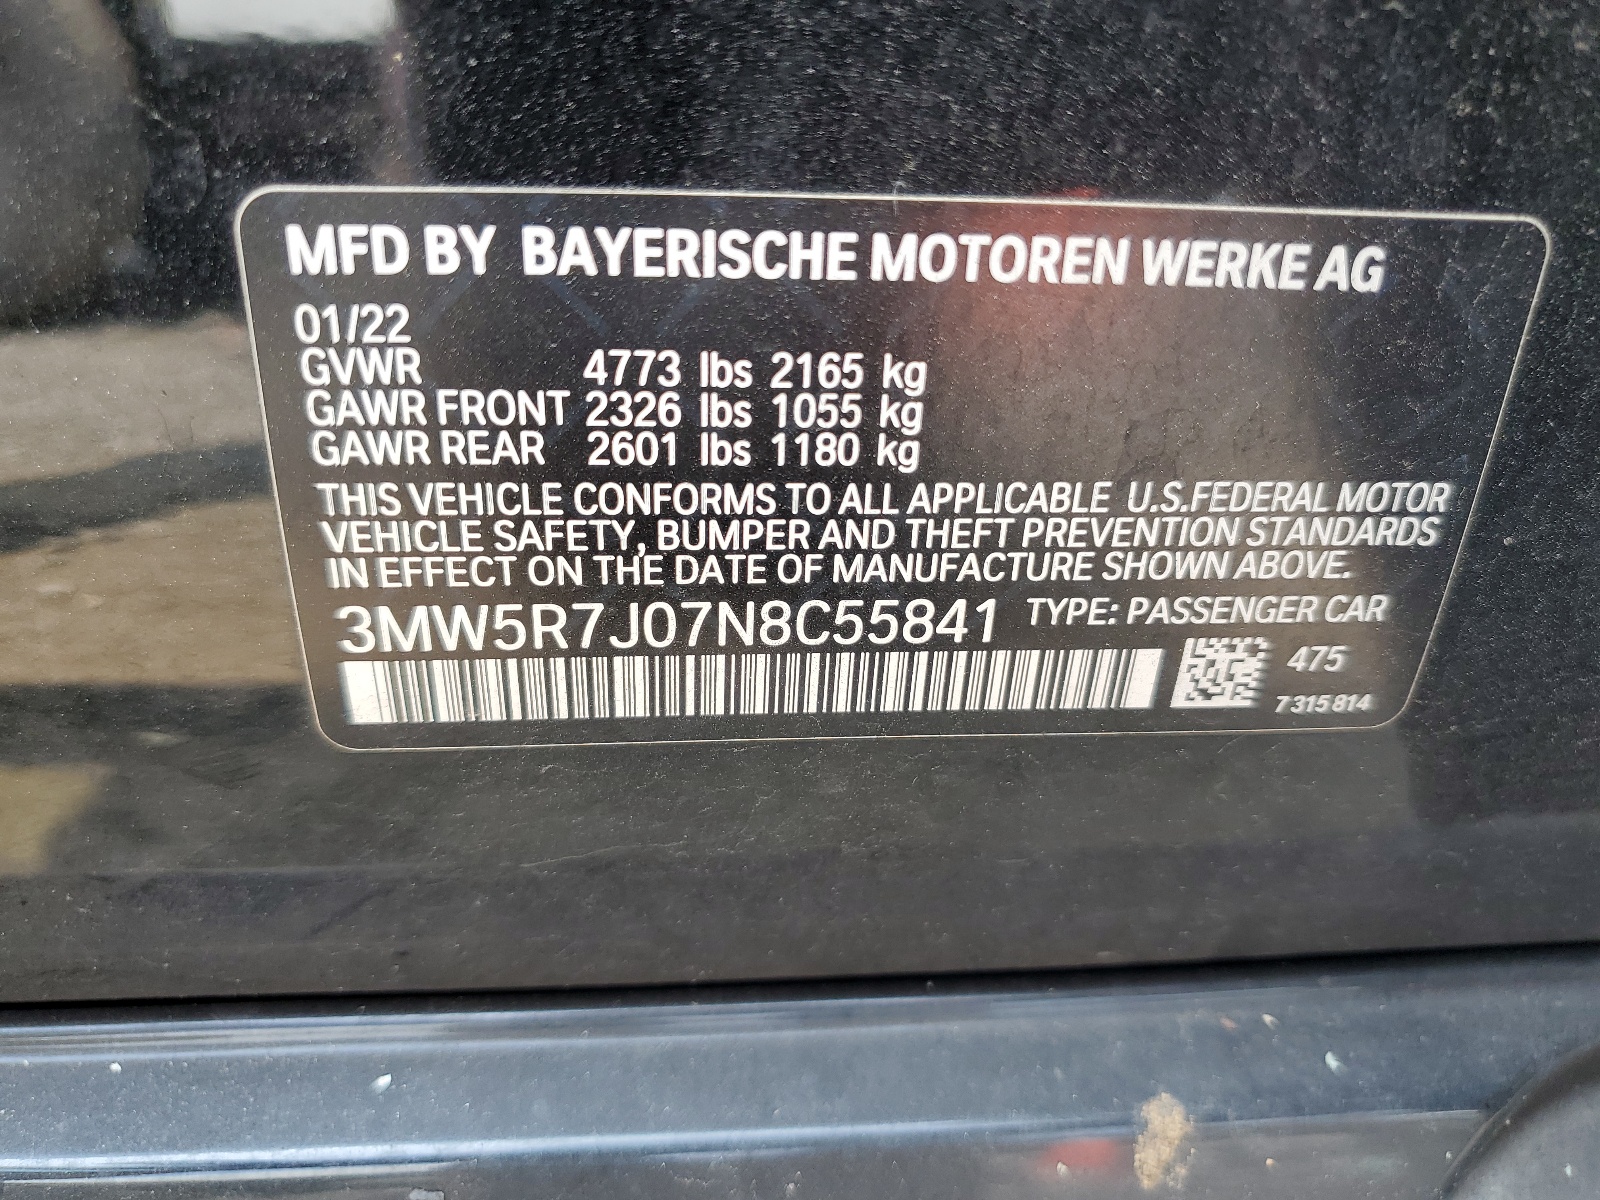 MFD BY BAYERISCHE MOTOREN WERKE AG
01/22
GVWR 4773 lbs 2165 kg
GAWR FRONT 2326 lbs 1055 kg
GAWR REAR 2601 lbs 1180 kg
THIS VEHICLE CONFORMS TO ALL APPLICABLE U.S.FEDERAL MOTOR
VEHICLE SAFETY, BUMPER AND THEFT PREVENTION STANDARDS
IN EFFECT ON THE DATE OF MANUFACTURE SHOWN ABOVE.
3MW5R7J07N8C55841 TYPE: PASSENGER CAR
475
7 315 814